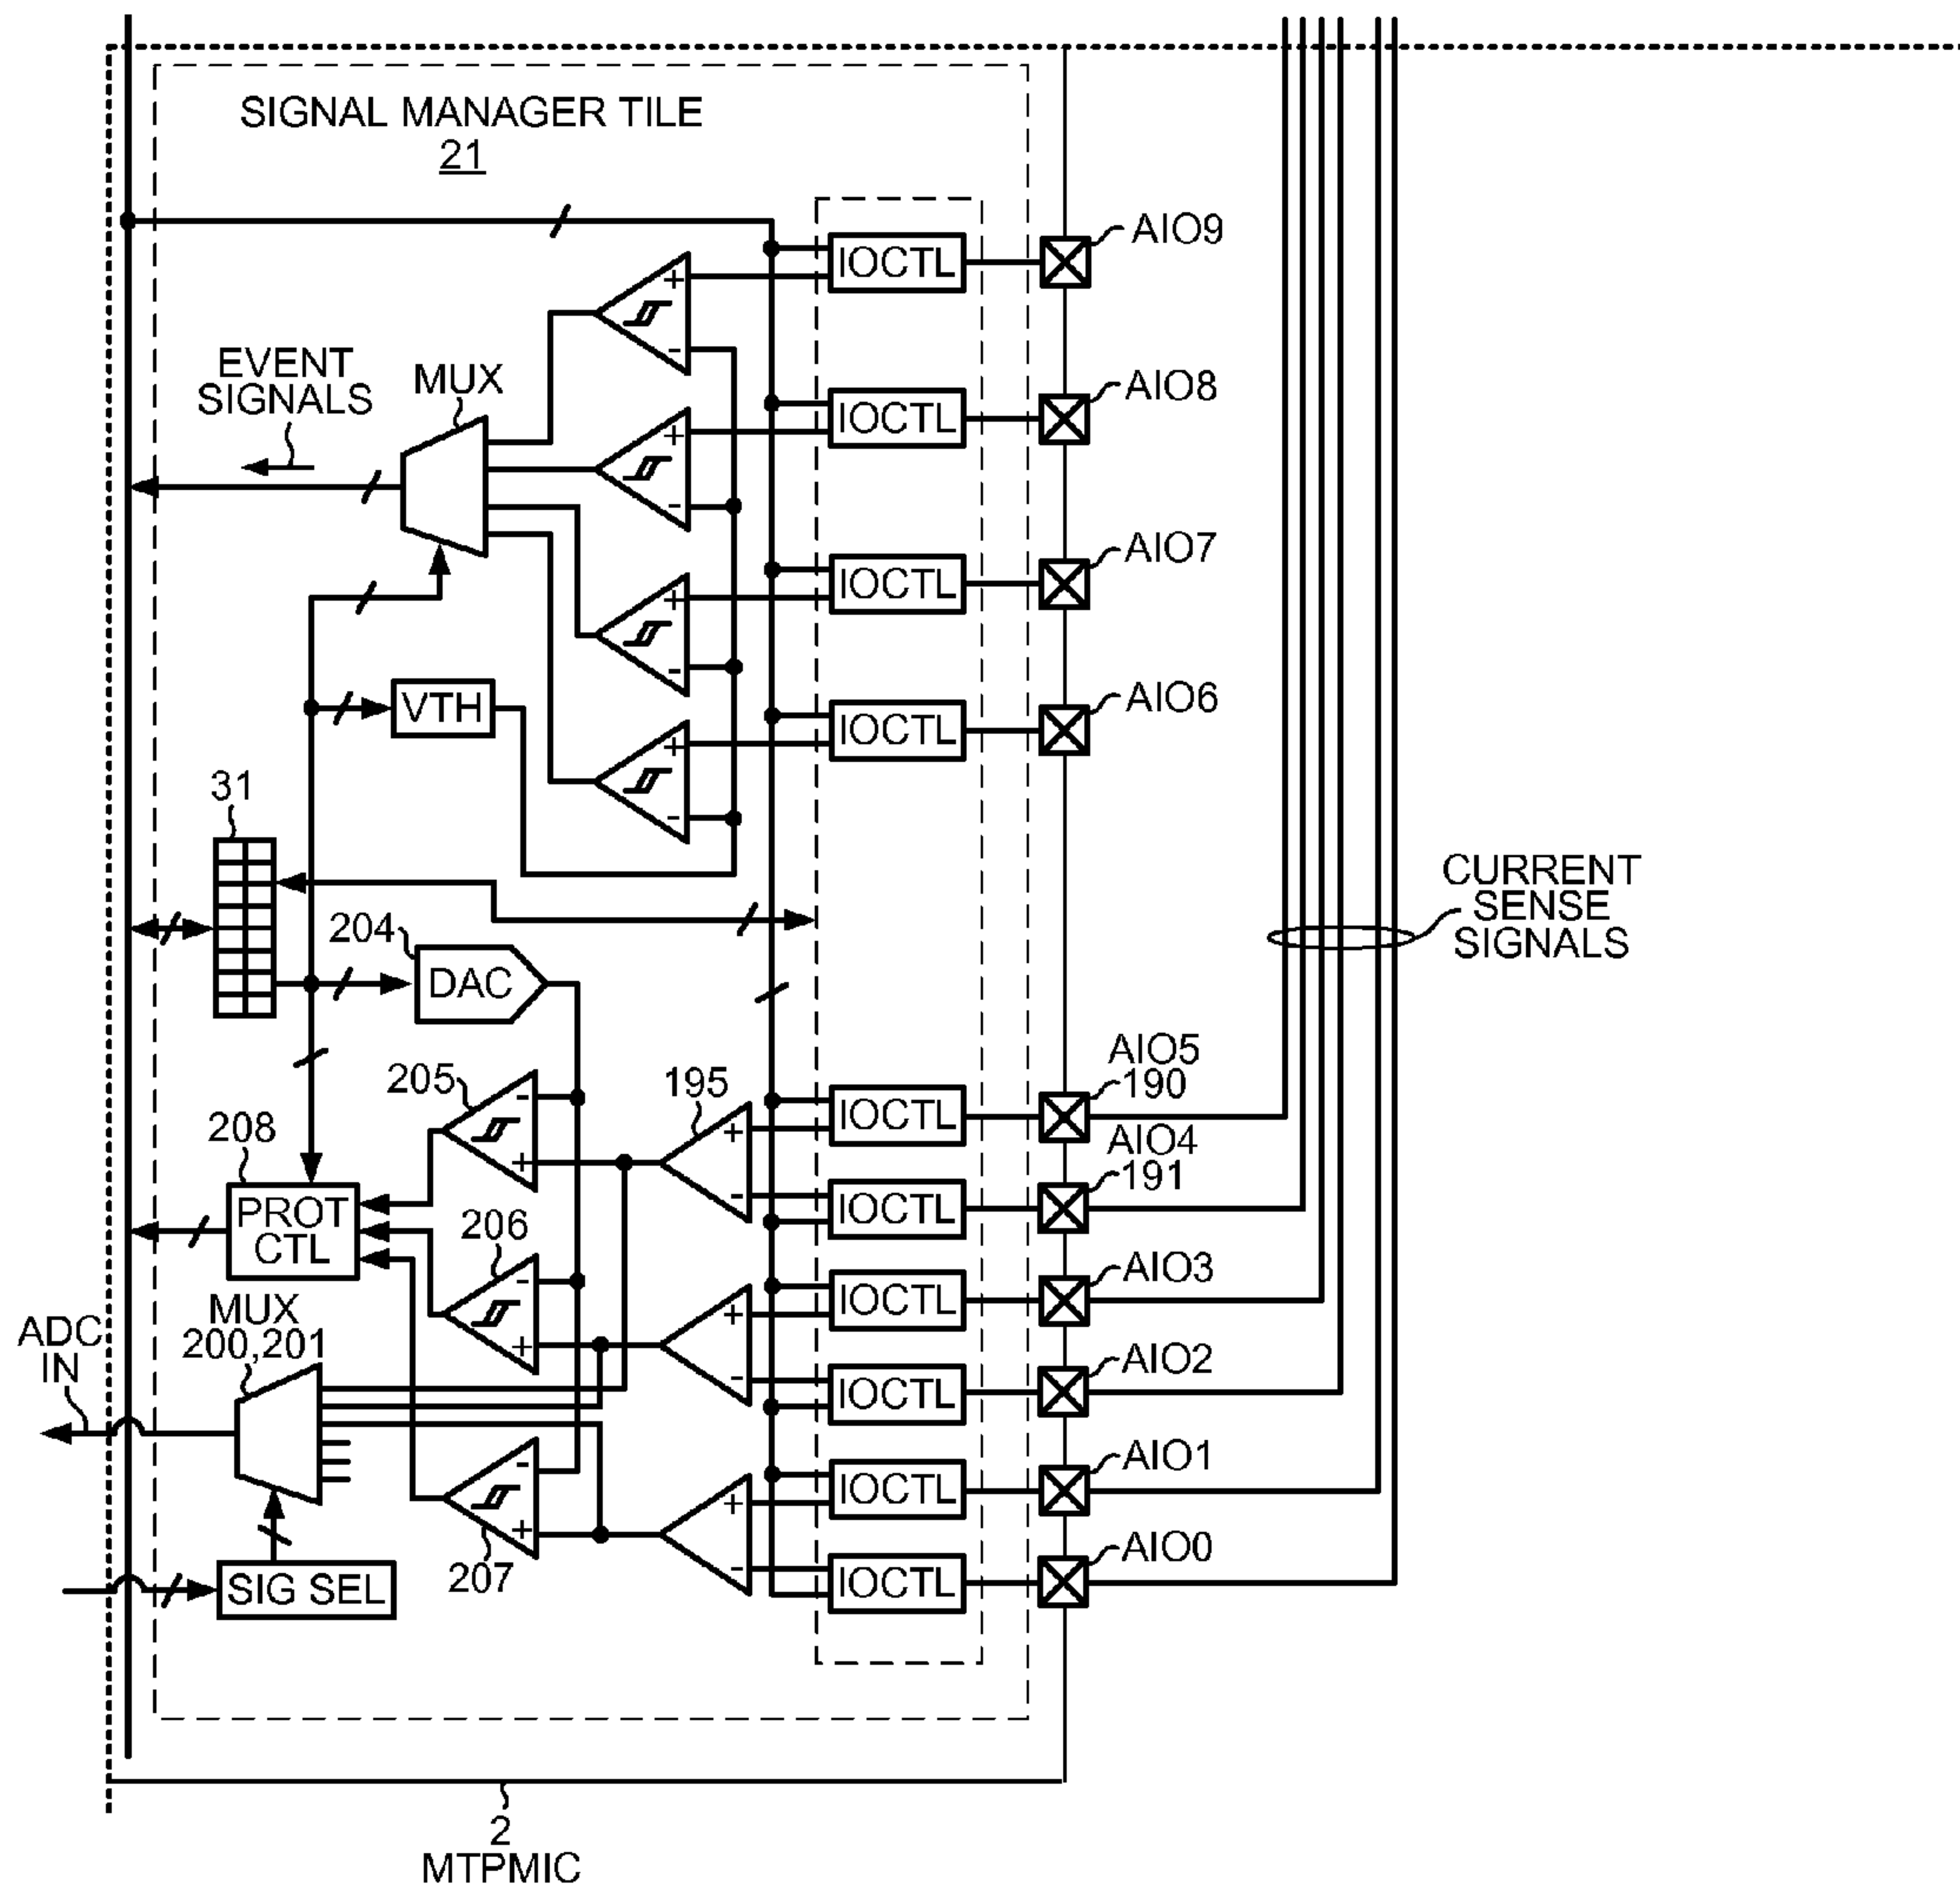 SIGNAL MANAGER TILE
21
AIO9
IOCTL
+
-
EVENT
SIGNALS
MUX
AIO8
IOCTL
+
-
AIO7
IOCTL
+
-
VTH
AIO6
IOCTL
+
-
31
CURRENT
SENSE
SIGNALS
204
DAC
205
-
+
195
+
-
IOCTL
AIO5
190
208
PROT
CTL
IOCTL
AIO4
191
206
-
+
+
-
IOCTL
AIO3
MUX
200,201
ADC
IN
IOCTL
AIO2
207
-
+
+
-
IOCTL
AIO1
SIG SEL
IOCTL
AIO0
2
MTPMIC